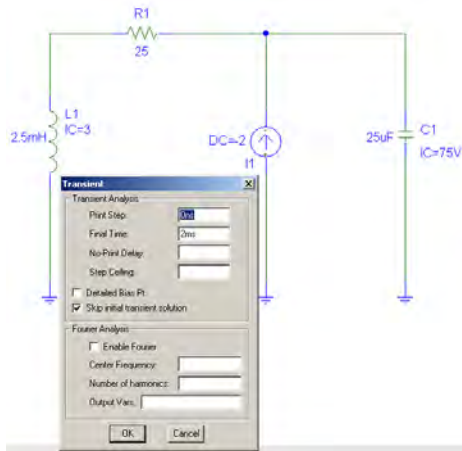 R1
25
L1
IC=3
2.5mH
DC=-2
I1
25uF
C1
IC=75V
Transient
Transient Analysis
Print Step: 0ns
Final Time: 2ms
No-Print Delay:
Step Ceiling:
Detailed Bias Pt.
Skip initial transient solution
Fourier Analysis
Enable Fourier
Center Frequency:
Number of harmonics:
Output Vars.:
OK
Cancel